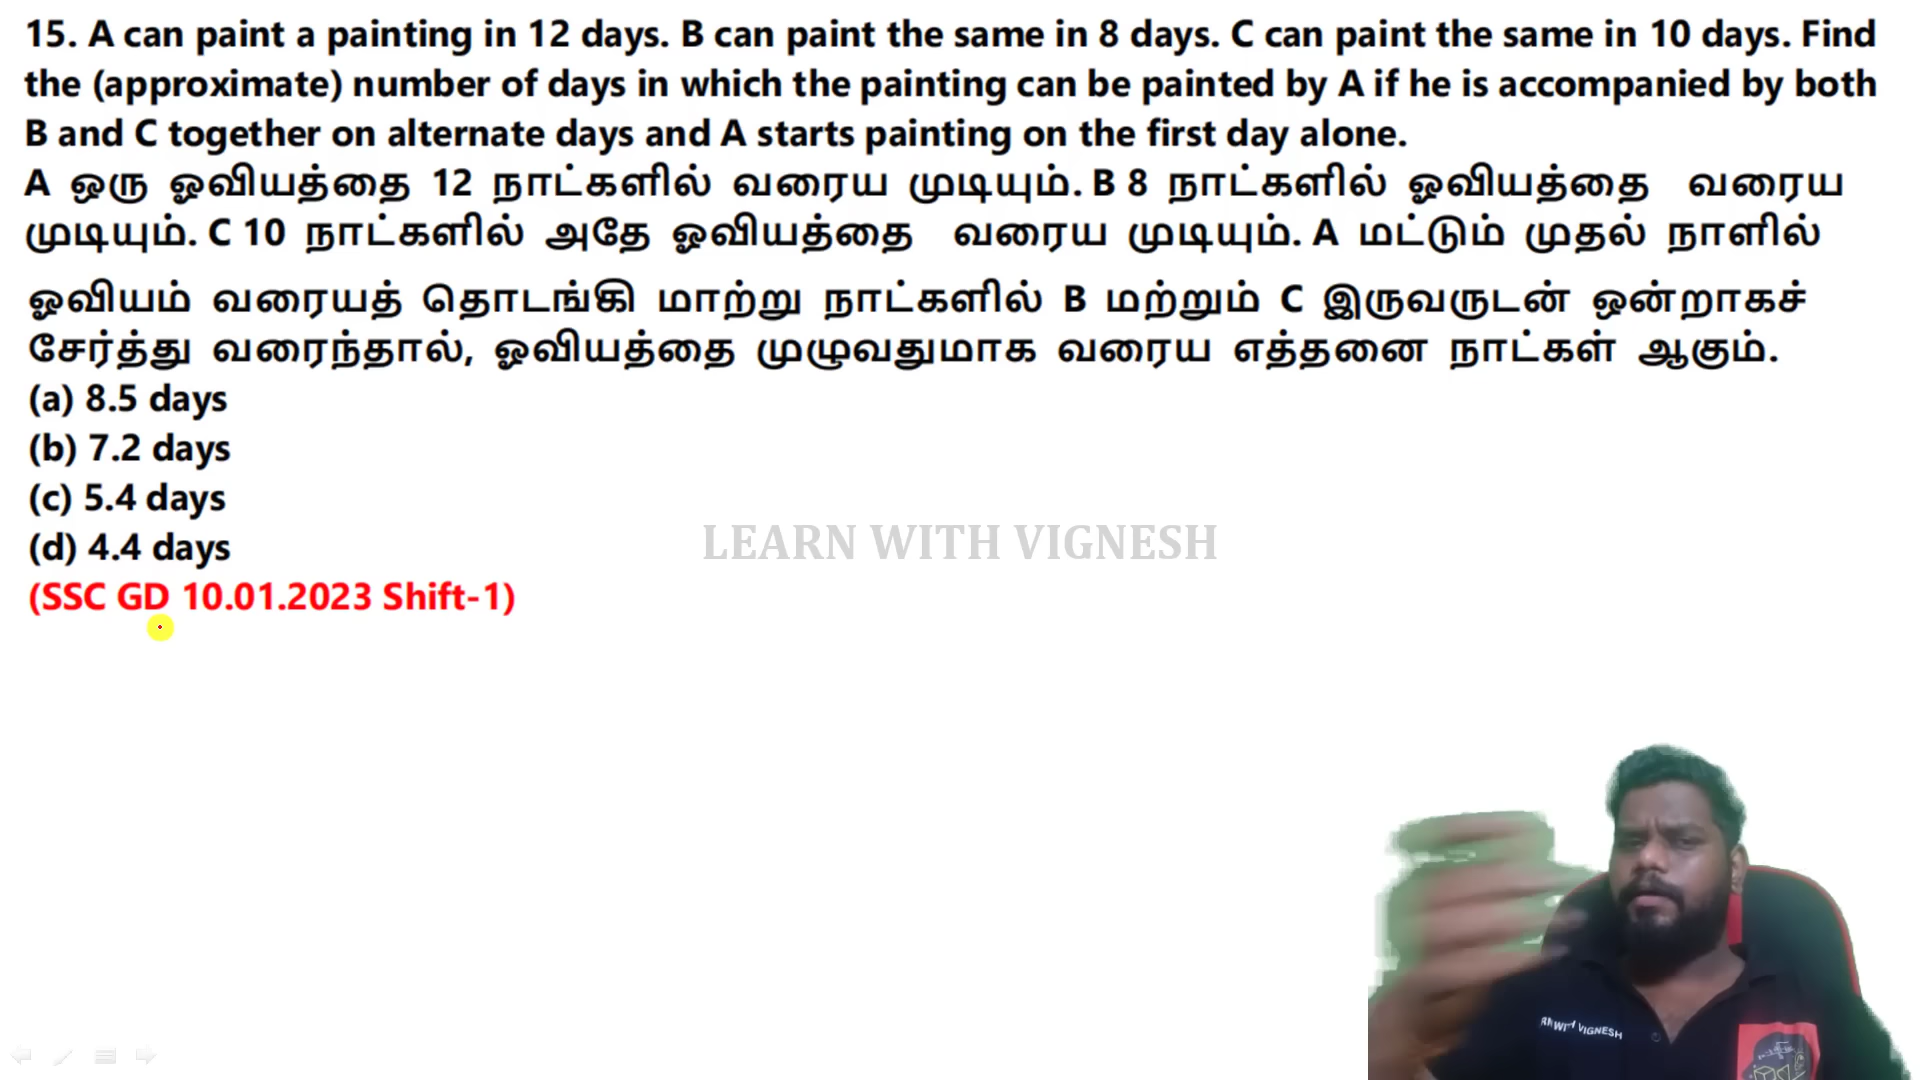 15. A can paint a painting in 12 days. B can paint the same in 8 days. C can paint the same in 10 days. Find
the (approximate) number of days in which the painting can be painted by A if he is accompanied by both
B and C together on alternate days and A starts painting on the first day alone.
A ஒரு ஓவியத்தை 12 நாட்களில் வரைய முடியும். B 8 நாட்களில் ஓவியத்தை வரைய
முடியும். C 10 நாட்களில் அதே ஓவியத்தை வரைய முடியும். A மட்டும் முதல் நாளில்
ஓவியம் வரையத் தொடங்கி மாற்று நாட்களில் B மற்றும் C இருவருடன் ஒன்றாகச்
சேர்த்து வரைந்தால், ஓவியத்தை முழுவதுமாக வரைய எத்தனை நாட்கள் ஆகும்.
(a) 8.5 days
(b) 7.2 days
(c) 5.4 days
(d) 4.4 days
LEARN WITH VIGNESH
(SSC GD 10.01.2023 Shift-1)
VIGNESH